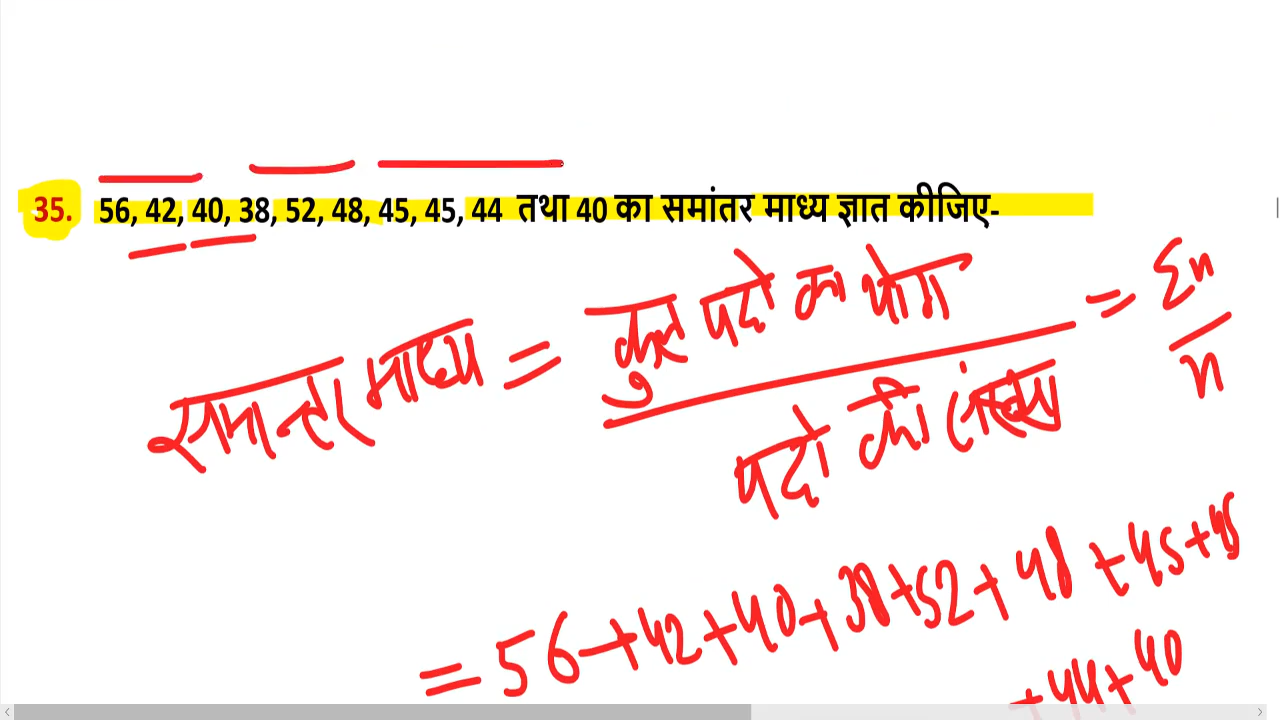 35. 56, 42, 40, 38, 52, 48, 45, 45, 44 तथा 40 का समांतर माध्य ज्ञात कीजिए-
समान्तर माध्य = कुल पदो का योग / पदो की संख्या = Σn / n
= 56+42+40+38+52+48+45+45
+44+40